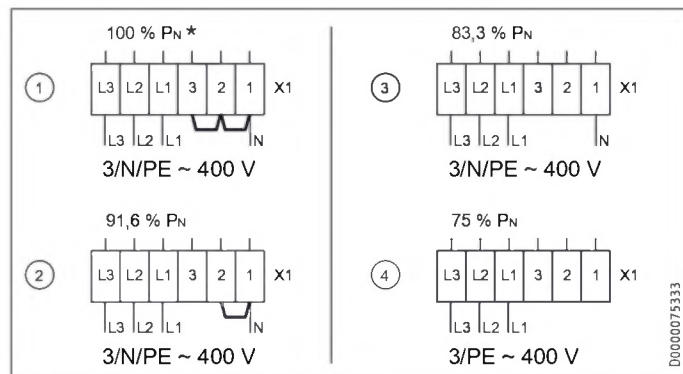 100 % PN *
1 L3 L2 L1 3 2 1 X1
L3 L2 L1 N
3/N/PE ~ 400 V
91,6 % PN
2 L3 L2 L1 3 2 1 X1
L3 L2 L1 N
3/N/PE ~ 400 V
83,3 % PN
3 L3 L2 L1 3 2 1 X1
L3 L2 L1 N
3/N/PE ~ 400 V
75 % PN
4 L3 L2 L1 3 2 1 X1
L3 L2 L1
3/PE ~ 400 V
D0000075333